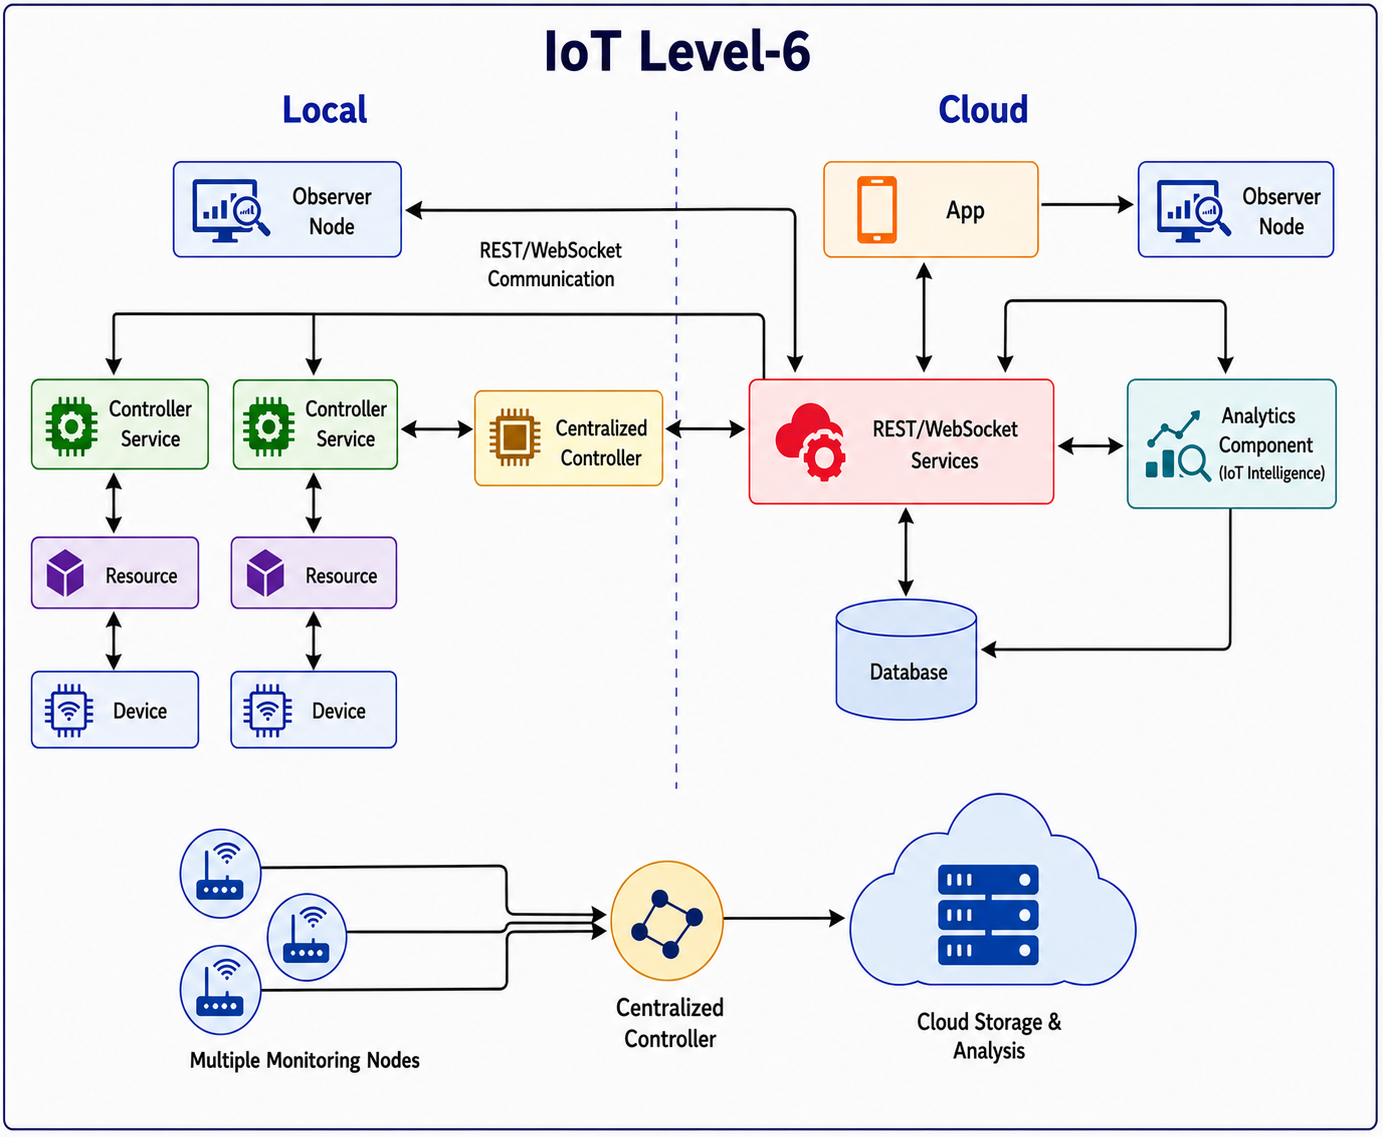 IoT Level-6
Local
Cloud
Observer
Node
App
Observer
Node
REST/WebSocket
Communication
Controller
Service
Controller
Service
Centralized
Controller
REST/WebSocket
Services
Analytics
Component
(IoT Intelligence)
Resource
Resource
Device
Device
Database
Multiple Monitoring Nodes
Centralized
Controller
Cloud Storage &
Analysis